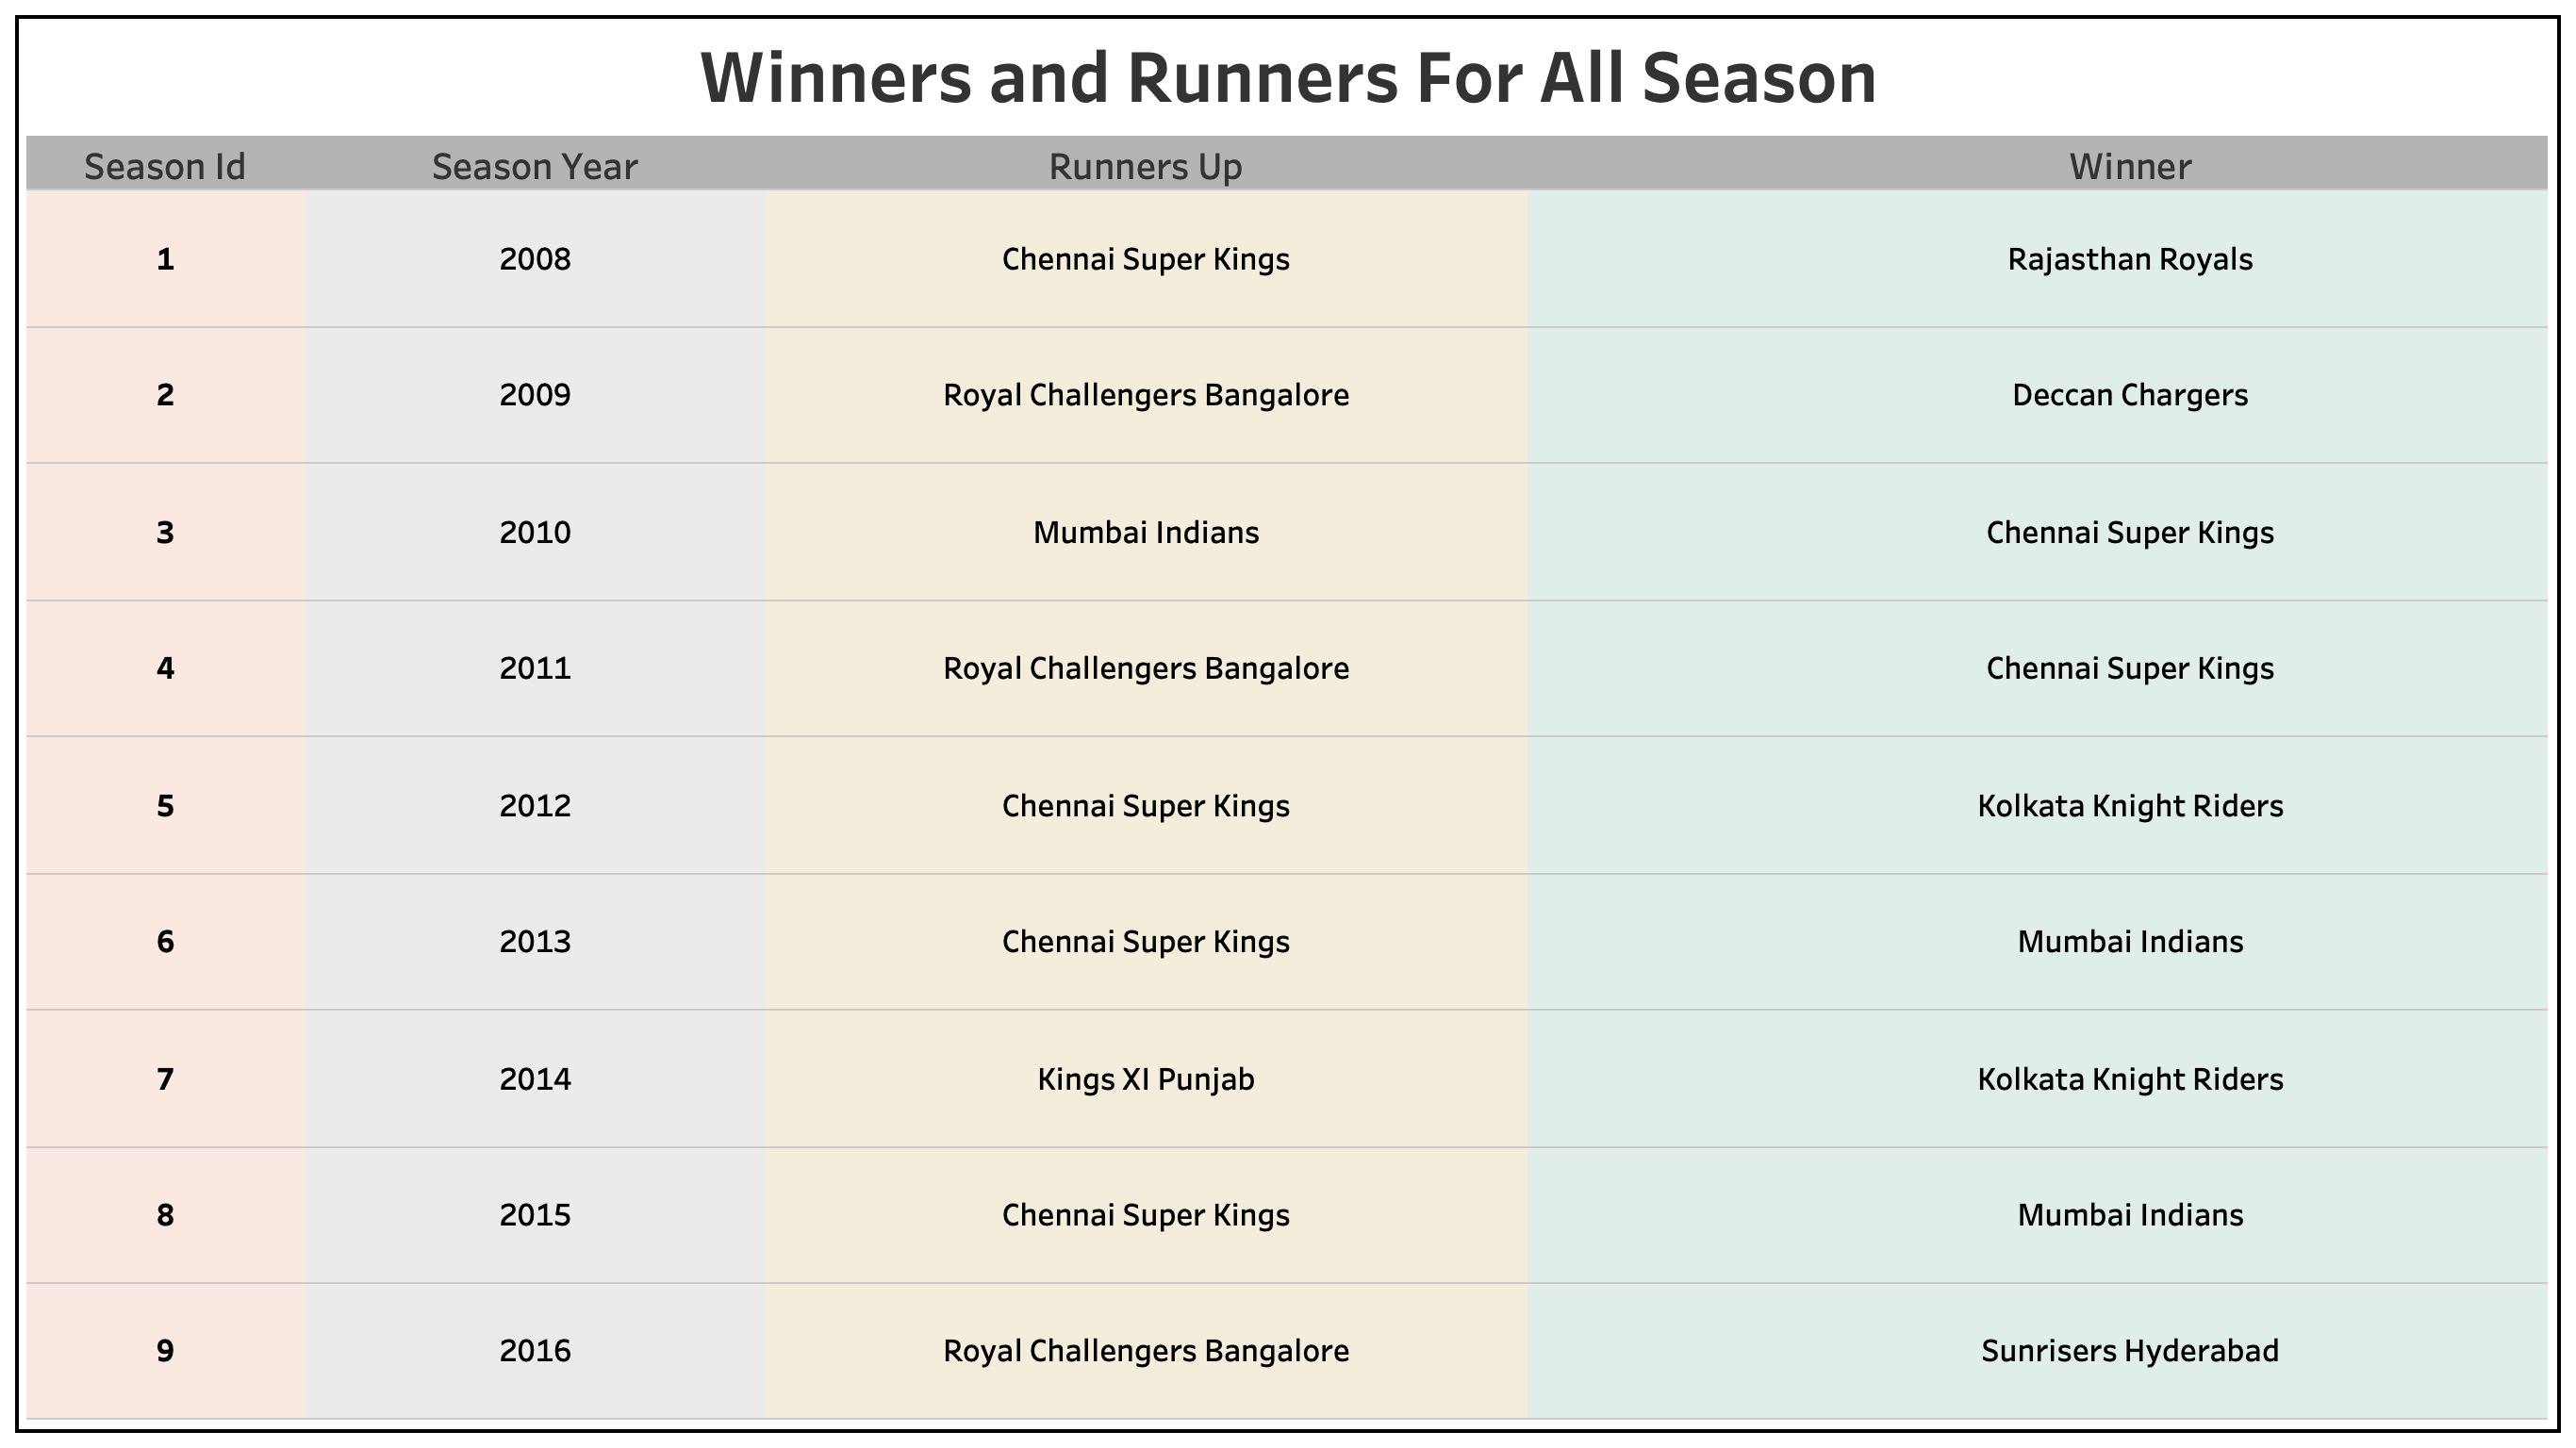 Winners and Runners For All Season
Season Id Season Year Runners Up Winner
1 2008 Chennai Super Kings Rajasthan Royals
2 2009 Royal Challengers Bangalore Deccan Chargers
3 2010 Mumbai Indians Chennai Super Kings
4 2011 Royal Challengers Bangalore Chennai Super Kings
5 2012 Chennai Super Kings Kolkata Knight Riders
6 2013 Chennai Super Kings Mumbai Indians
7 2014 Kings XI Punjab Kolkata Knight Riders
8 2015 Chennai Super Kings Mumbai Indians
9 2016 Royal Challengers Bangalore Sunrisers Hyderabad